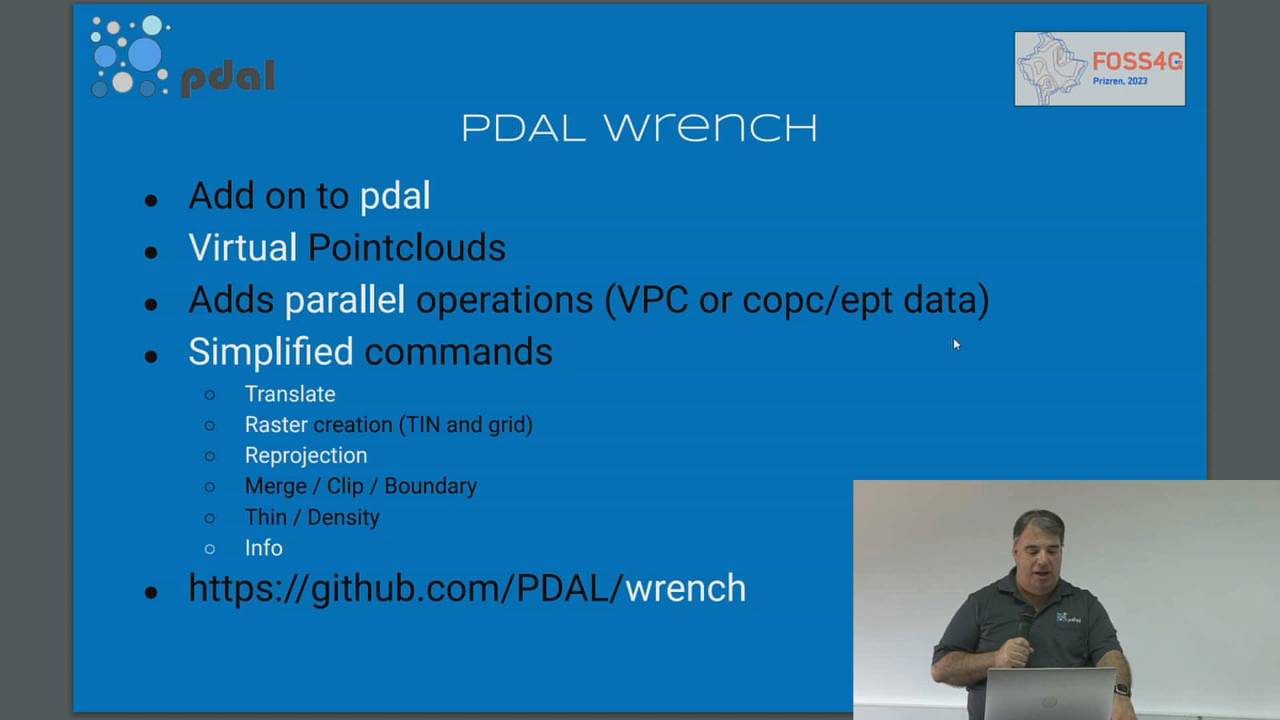 pdal
FOSS4G
Prizren, 2023
PDAL Wrench
Add on to pdal
Virtual Pointclouds
Adds parallel operations (VPC or copc/ept data)
Simplified commands
Translate
Raster creation (TIN and grid)
Reprojection
Merge / Clip / Boundary
Thin / Density
Info
https://github.com/PDAL/wrench
pdal